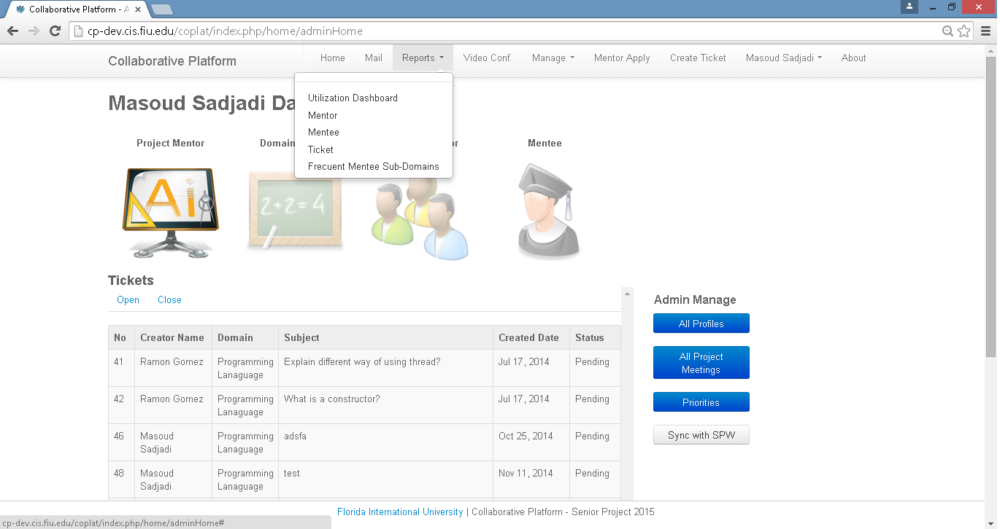 Collaborative Platform - A
cp-dev.cis.fiu.edu/coplat/index.php/home/adminHome
Collaborative Platform
Home
Mail
Reports
Video Conf.
Manage
Mentor Apply
Create Ticket
Masoud Sadjadi
About
Utilization Dashboard
Mentor
Mentee
Ticket
Frecuent Mentee Sub-Domains
Masoud Sadjadi Da
Project Mentor
Domain
Mentee
Ai
2+2=4
Tickets
Open Close
No Creator Name Domain Subject Created Date Status
41 Ramon Gomez Programming Explain different way of using thread? Jul 17, 2014 Pending
Lanaguage
42 Ramon Gomez Programming What is a constructor? Jul 17, 2014 Pending
Lanaguage
46 Masoud Programming adsfa Oct 25, 2014 Pending
Sadjadi Lanaguage
48 Masoud Programming test Nov 11, 2014 Pending
Sadjadi Lanaguage
Admin Manage
All Profiles
All Project
Meetings
Priorities
Sync with SPW
Florida International University | Collaborative Platform - Senior Project 2015
cp-dev.cis.fiu.edu/coplat/index.php/home/adminHome#